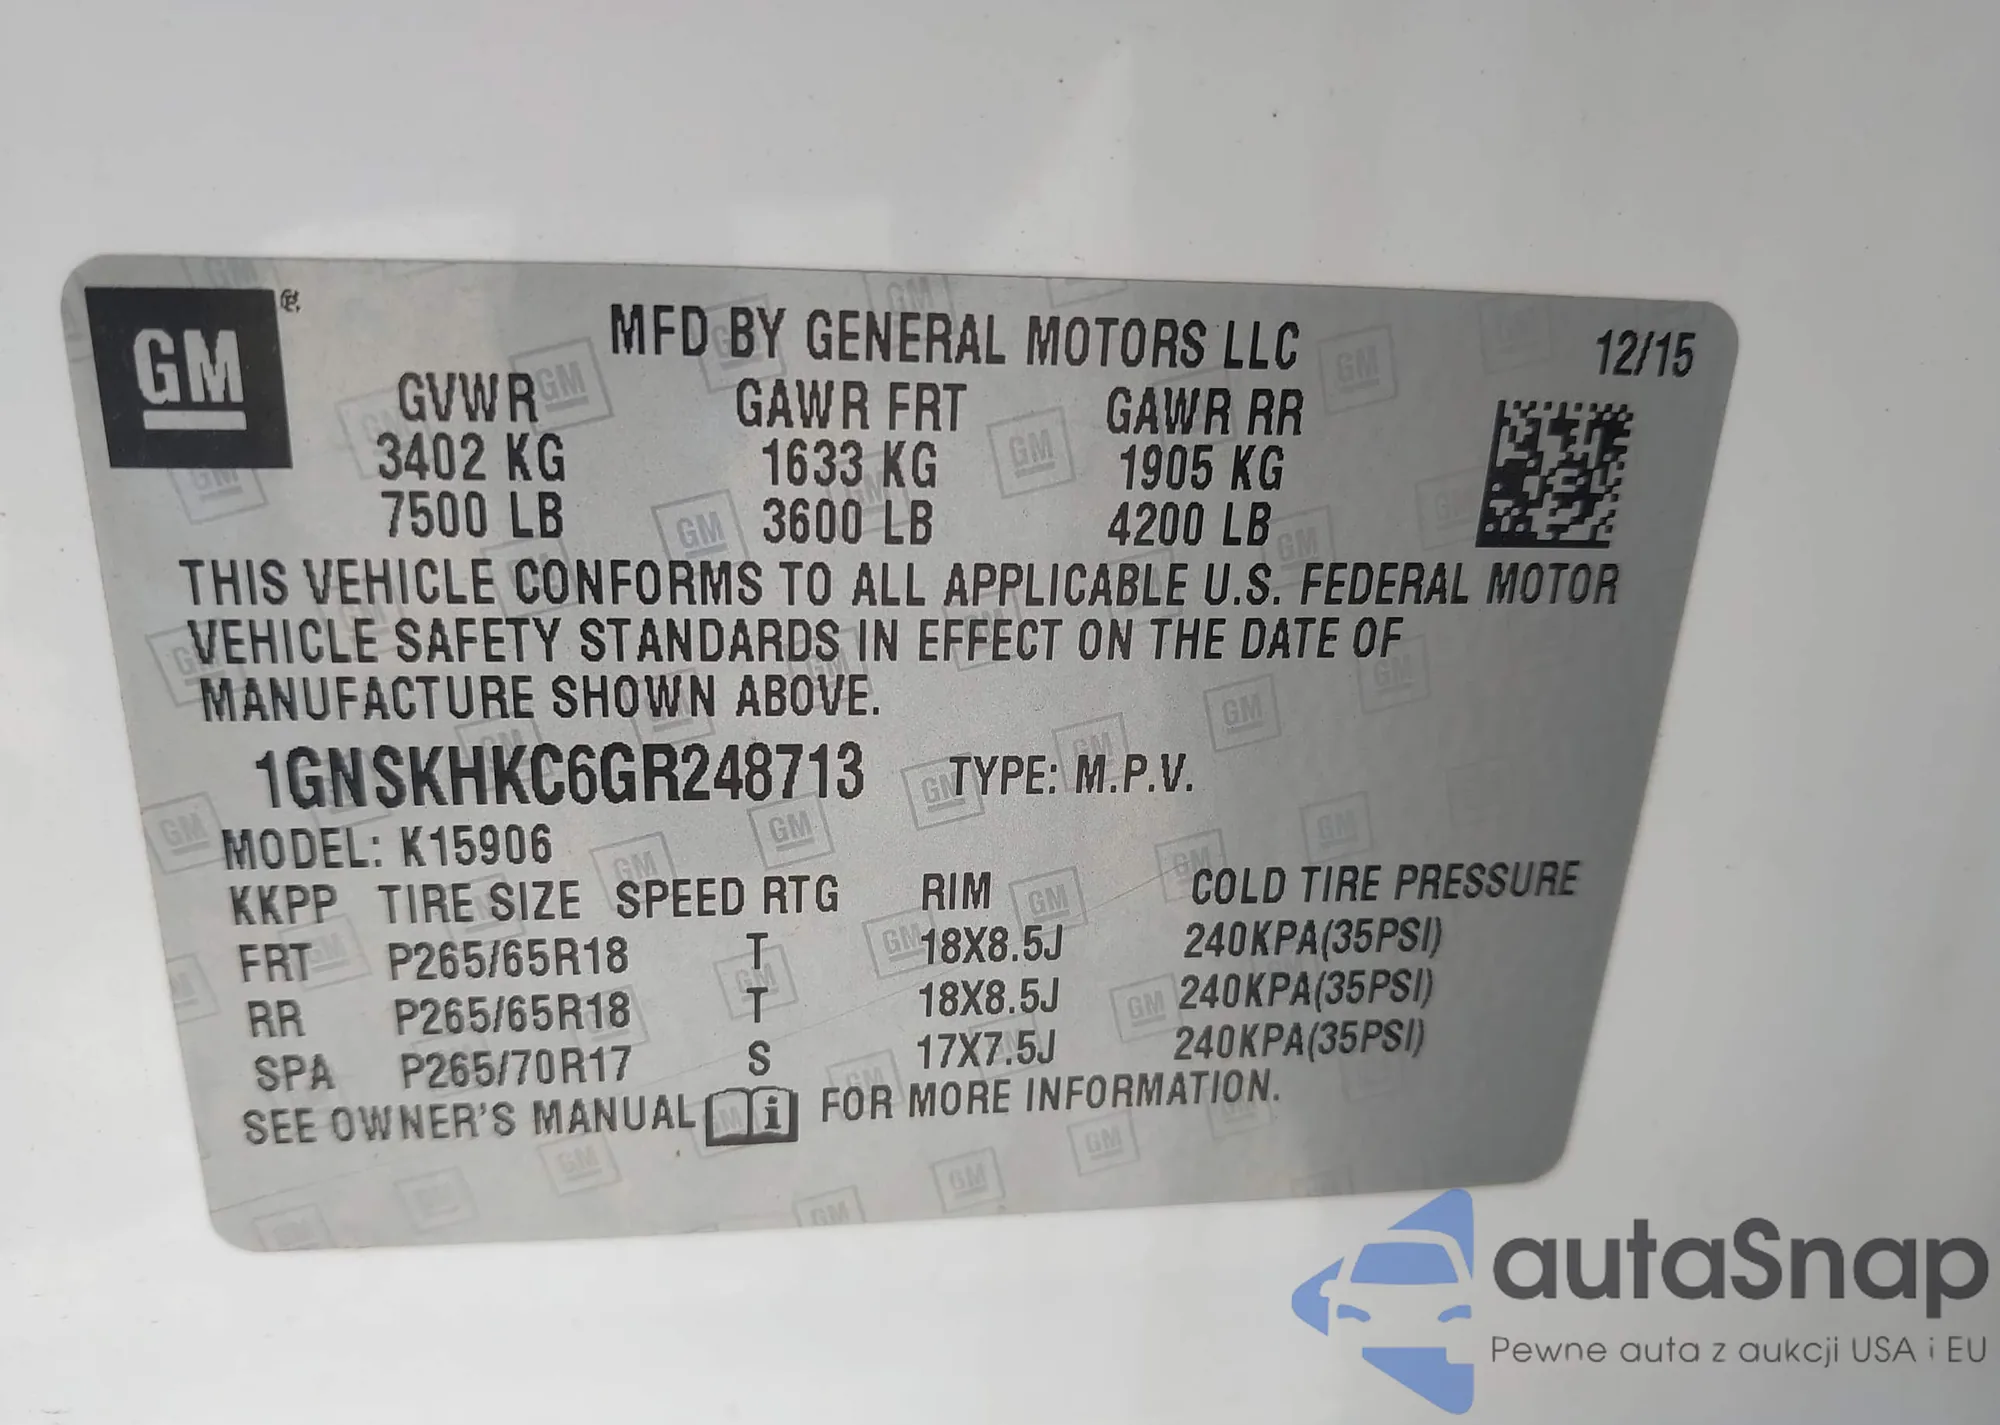 GM
MFD BY GENERAL MOTORS LLC 12/15
GVWR GAWR FRT GAWR RR
3402 KG 1633 KG 1905 KG
7500 LB 3600 LB 4200 LB
THIS VEHICLE CONFORMS TO ALL APPLICABLE U.S. FEDERAL MOTOR
VEHICLE SAFETY STANDARDS IN EFFECT ON THE DATE OF
MANUFACTURE SHOWN ABOVE.
1GNSKHKC6GR248713 TYPE: M.P.V.
MODEL: K15906
KKPP TIRE SIZE SPEED RTG RIM COLD TIRE PRESSURE
FRT P265/65R18 T 18X8.5J 240KPA(35PSI)
RR P265/65R18 T 18X8.5J 240KPA(35PSI)
SPA P265/70R17 S 17X7.5J 240KPA(35PSI)
SEE OWNER'S MANUAL i FOR MORE INFORMATION.
autaSnap
Pewne auta z aukcji USA i EU